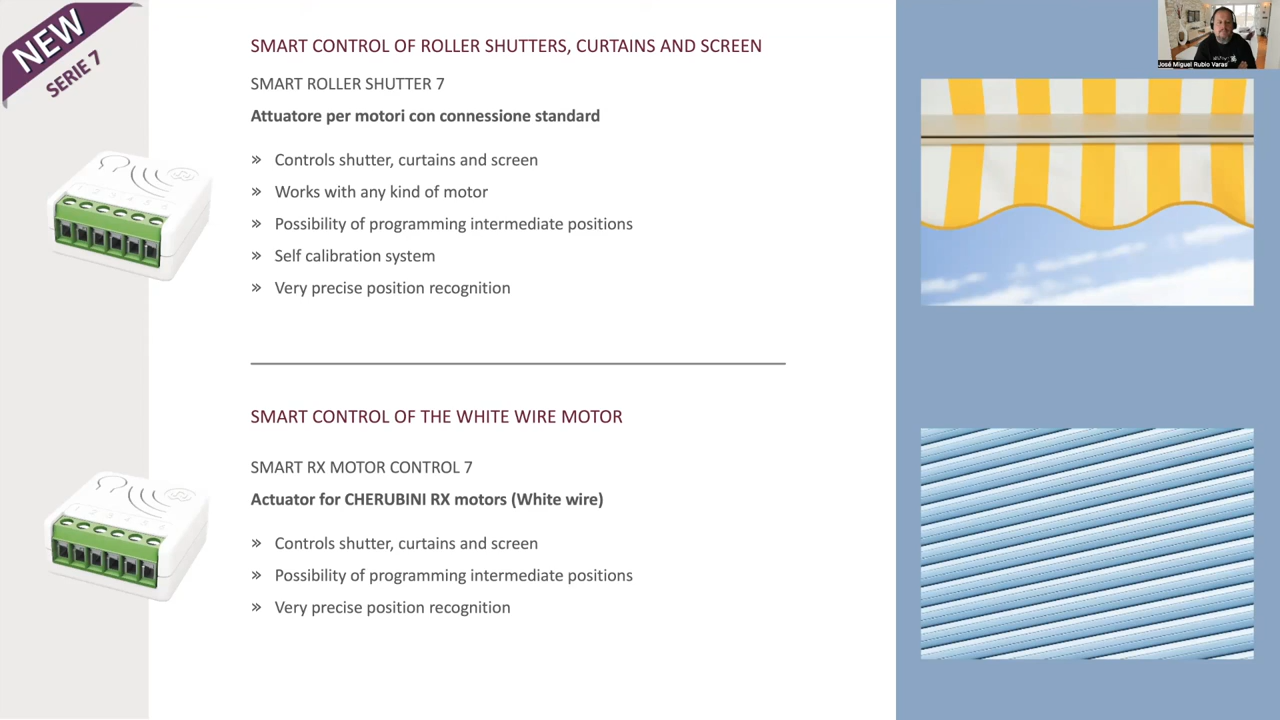 NEW
SERIE 7
SMART CONTROL OF ROLLER SHUTTERS, CURTAINS AND SCREEN
SMART ROLLER SHUTTER 7
Attuatore per motori con connessione standard
» Controls shutter, curtains and screen
» Works with any kind of motor
» Possibility of programming intermediate positions
» Self calibration system
» Very precise position recognition
SMART CONTROL OF THE WHITE WIRE MOTOR
SMART RX MOTOR CONTROL 7
Actuator for CHERUBINI RX motors (White wire)
» Controls shutter, curtains and screen
» Possibility of programming intermediate positions
» Very precise position recognition
José Miguel Rubio Varas